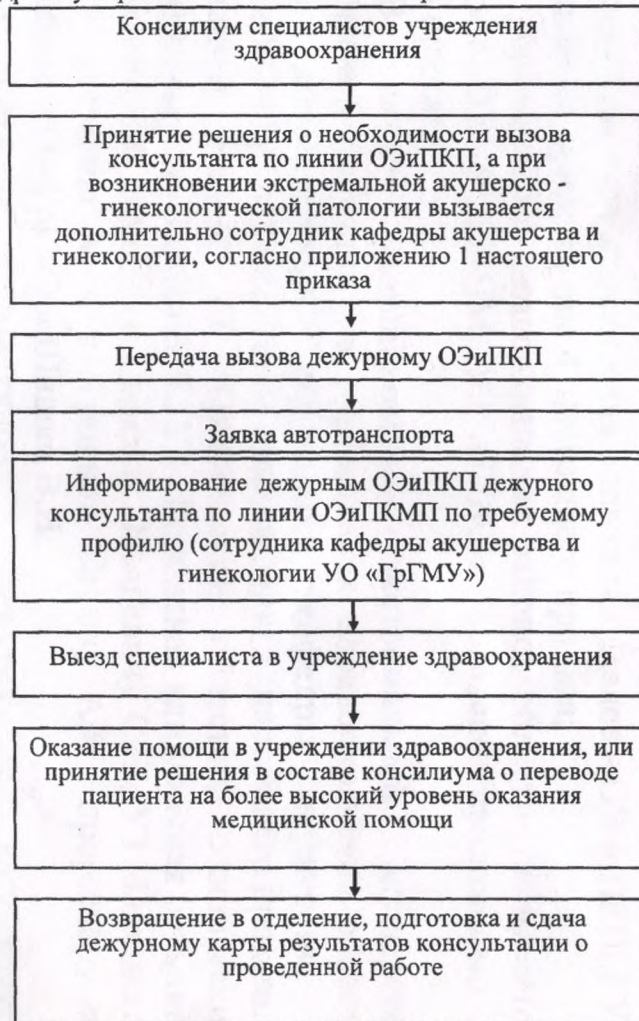 Консилиум специалистов учреждения
здравоохранения
Принятие решения о необходимости вызова
консультанта по линии ОЭиПКП, а при
возникновении экстремальной акушерско -
гинекологической патологии вызывается
дополнительно сотрудник кафедры акушерства и
гинекологии, согласно приложению 1 настоящего
приказа
Передача вызова дежурному ОЭиПКП
Заявка автотранспорта
Информирование дежурным ОЭиПКП дежурного
консультанта по линии ОЭиПКМП по требуемому
профилю (сотрудника кафедры акушерства и
гинекологии УО «ГрГМУ»)
Выезд специалиста в учреждение здравоохранения
Оказание помощи в учреждении здравоохранения, или
принятие решения в составе консилиума о переводе
пациента на более высокий уровень оказания
медицинской помощи
Возвращение в отделение, подготовка и сдача
дежурному карты результатов консультации о
проведенной работе